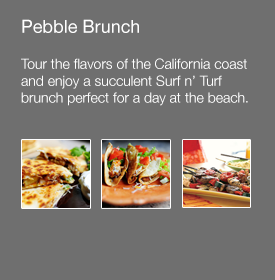 Pebble Brunch
Tour the flavors of the California coast
and enjoy a succulent Surf n' Turf
brunch perfect for a day at the beach.